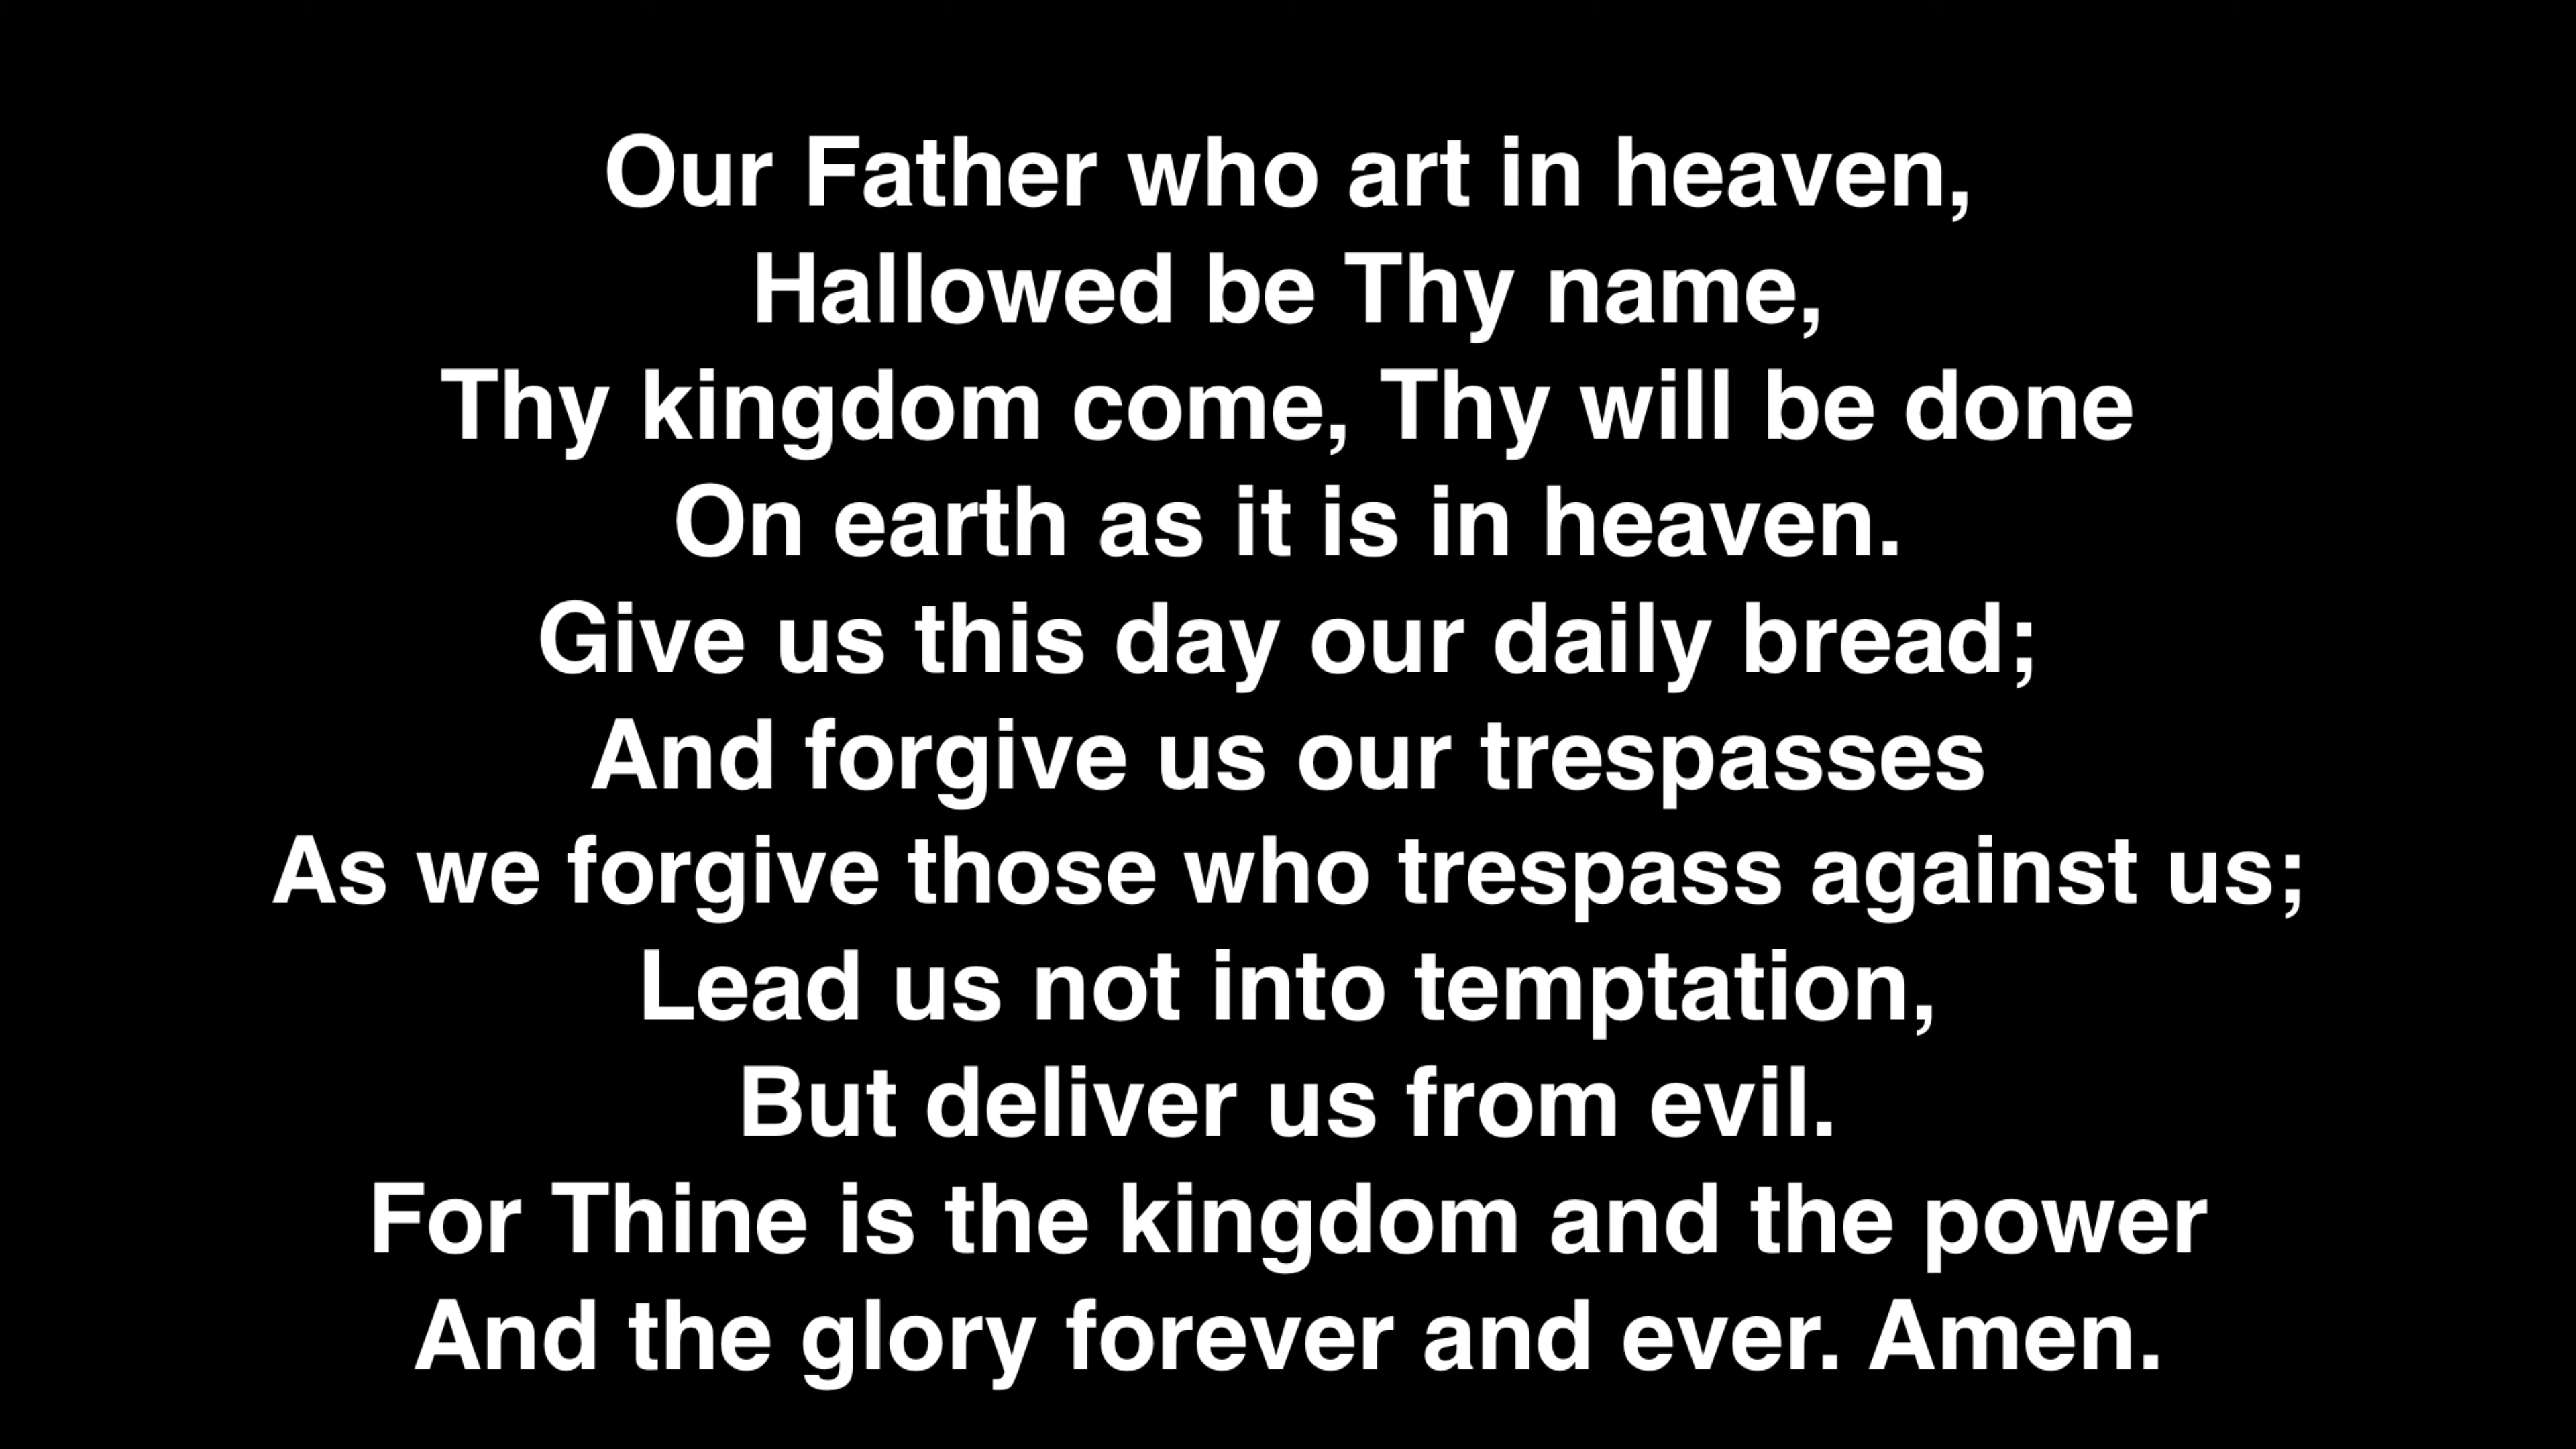 Our Father who art in heaven,
Hallowed be Thy name,
Thy kingdom come, Thy will be done
On earth as it is in heaven.
Give us this day our daily bread;
And forgive us our trespasses
As we forgive those who trespass against us;
Lead us not into temptation,
But deliver us from evil.
For Thine is the kingdom and the power
And the glory forever and ever. Amen.